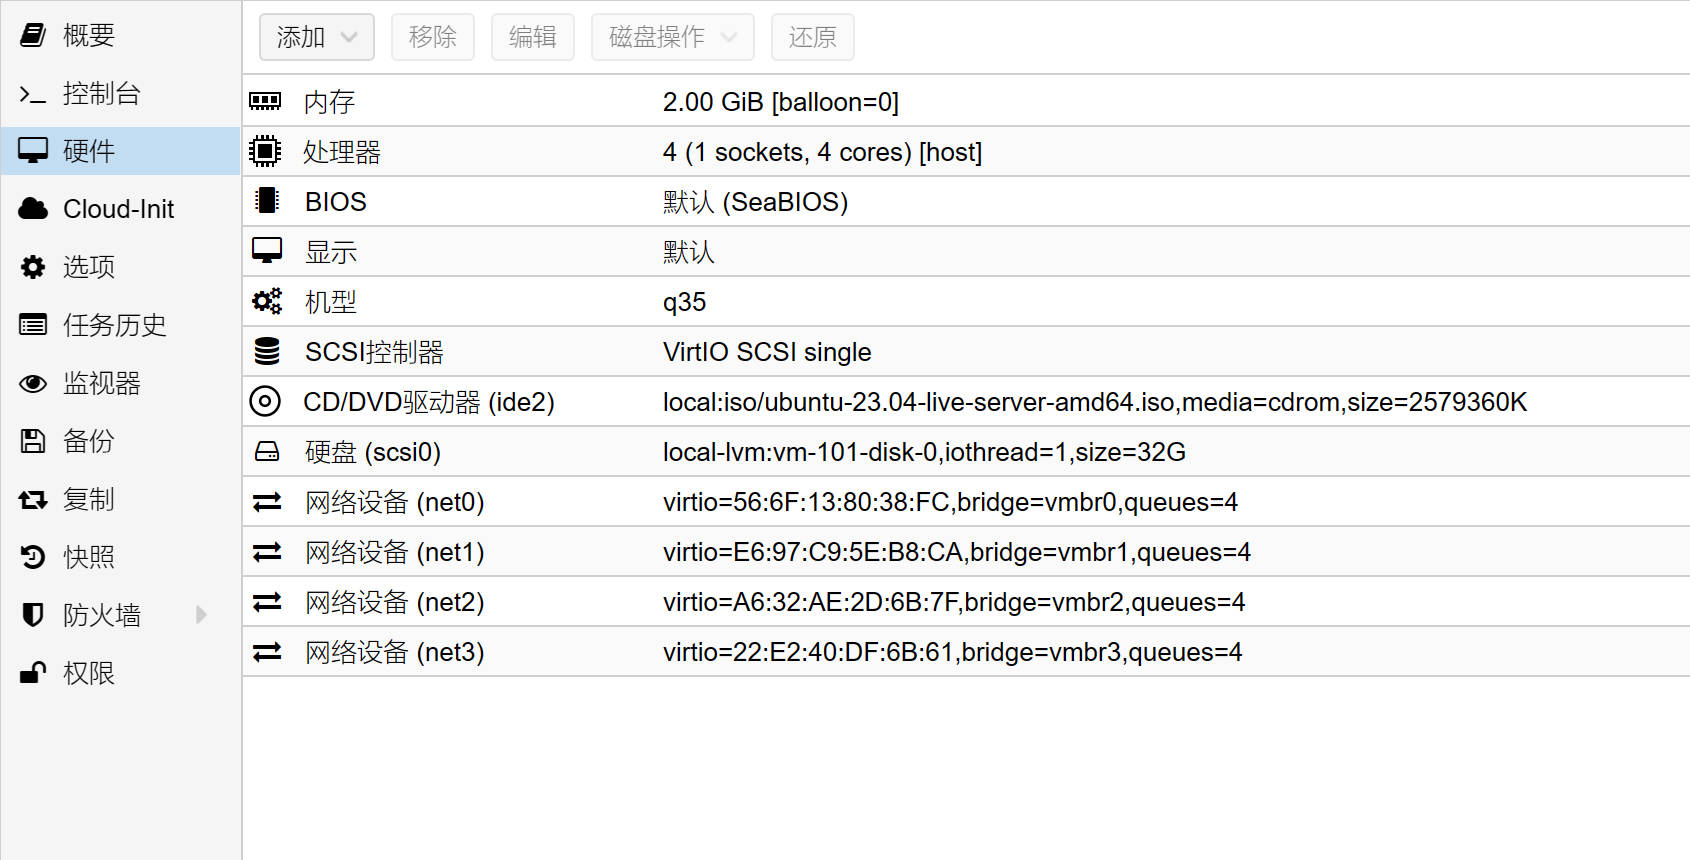 概要
控制台
硬件
Cloud-Init
选项
任务历史
监视器
备份
复制
快照
防火墙
权限
添加 移除 编辑 磁盘操作 还原
内存 2.00 GiB [balloon=0]
处理器 4 (1 sockets, 4 cores) [host]
BIOS 默认 (SeaBIOS)
显示 默认
机型 q35
SCSI控制器 VirtIO SCSI single
CD/DVD驱动器 (ide2) local:iso/ubuntu-23.04-live-server-amd64.iso,media=cdrom,size=2579360K
硬盘 (scsi0) local-lvm:vm-101-disk-0,iothread=1,size=32G
网络设备 (net0) virtio=56:6F:13:80:38:FC,bridge=vmbr0,queues=4
网络设备 (net1) virtio=E6:97:C9:5E:B8:CA,bridge=vmbr1,queues=4
网络设备 (net2) virtio=A6:32:AE:2D:6B:7F,bridge=vmbr2,queues=4
网络设备 (net3) virtio=22:E2:40:DF:6B:61,bridge=vmbr3,queues=4